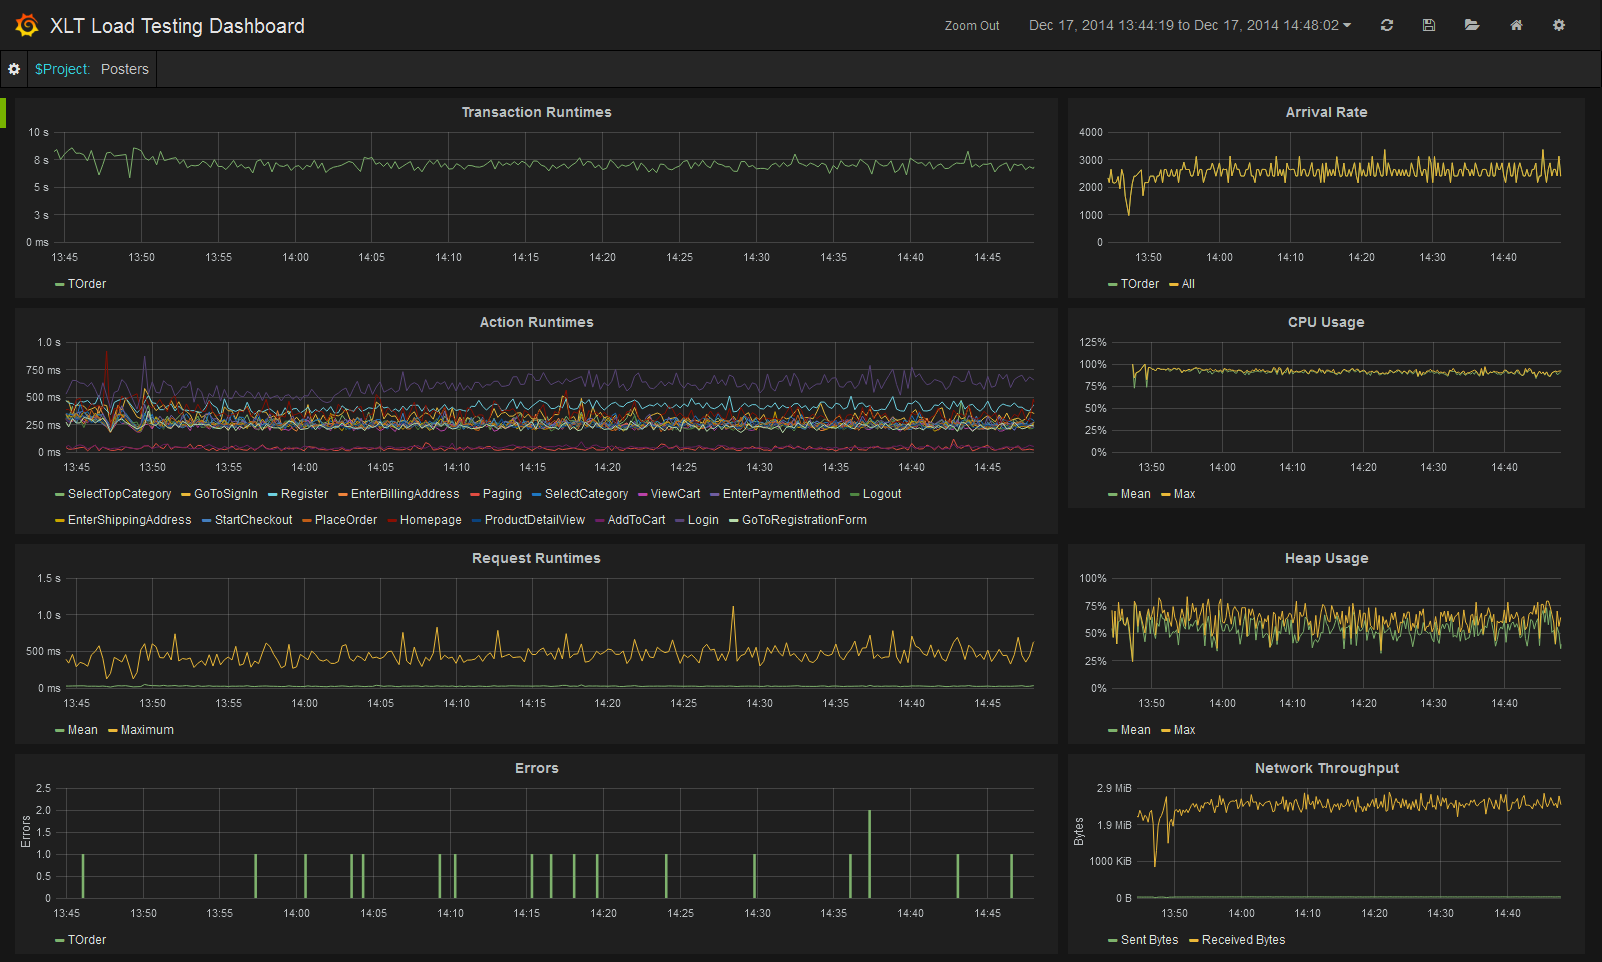 XLT Load Testing Dashboard
Zoom Out Dec 17, 2014 13:44:19 to Dec 17, 2014 14:48:02
$Project: Posters
Transaction Runtimes
10 s
8 s
5 s
3 s
0 ms
13:45 13:50 13:55 14:00 14:05 14:10 14:15 14:20 14:25 14:30 14:35 14:40 14:45
TOrder
Arrival Rate
4000
3000
2000
1000
0
13:50 14:00 14:10 14:20 14:30 14:40
TOrder All
Action Runtimes
1.0 s
750 ms
500 ms
250 ms
0 ms
13:45 13:50 13:55 14:00 14:05 14:10 14:15 14:20 14:25 14:30 14:35 14:40 14:45
SelectTopCategory GoToSignIn Register EnterBillingAddress Paging SelectCategory ViewCart EnterPaymentMethod Logout
EnterShippingAddress StartCheckout PlaceOrder Homepage ProductDetailView AddToCart Login GoToRegistrationForm
CPU Usage
125%
100%
75%
50%
25%
0%
13:50 14:00 14:10 14:20 14:30 14:40
Mean Max
Request Runtimes
1.5 s
1.0 s
500 ms
0 ms
13:45 13:50 13:55 14:00 14:05 14:10 14:15 14:20 14:25 14:30 14:35 14:40 14:45
Mean Maximum
Heap Usage
100%
75%
50%
25%
0%
13:50 14:00 14:10 14:20 14:30 14:40
Mean Max
Errors
Errors
2.5
2.0
1.5
1.0
0.5
0
13:45 13:50 13:55 14:00 14:05 14:10 14:15 14:20 14:25 14:30 14:35 14:40 14:45
TOrder
Network Throughput
Bytes
2.9 MiB
1.9 MiB
1000 KiB
0 B
13:50 14:00 14:10 14:20 14:30 14:40
Sent Bytes Received Bytes